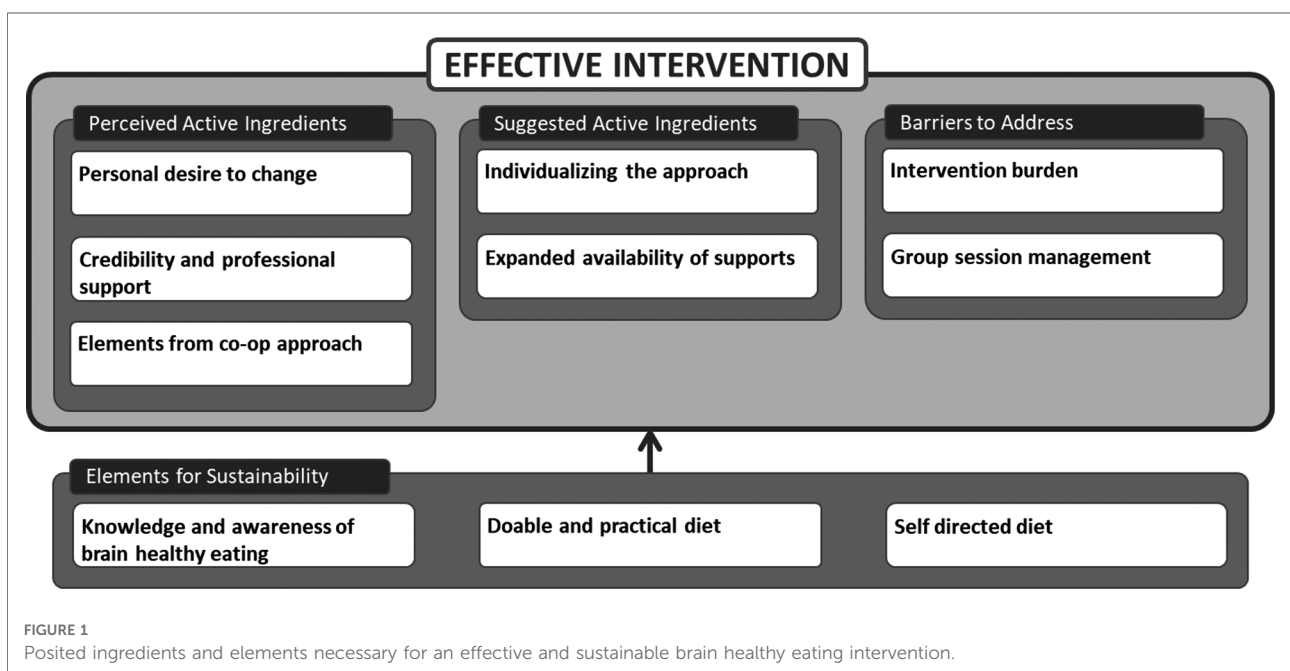 EFFECTIVE INTERVENTION
Perceived Active Ingredients
Personal desire to change
Credibility and professional
support
Elements from co-op approach
Suggested Active Ingredients
Individualizing the approach
Expanded availability of supports
Barriers to Address
Intervention burden
Group session management
Elements for Sustainability
Knowledge and awareness of
brain healthy eating
Doable and practical diet
Self directed diet
FIGURE 1
Posited ingredients and elements necessary for an effective and sustainable brain healthy eating intervention.